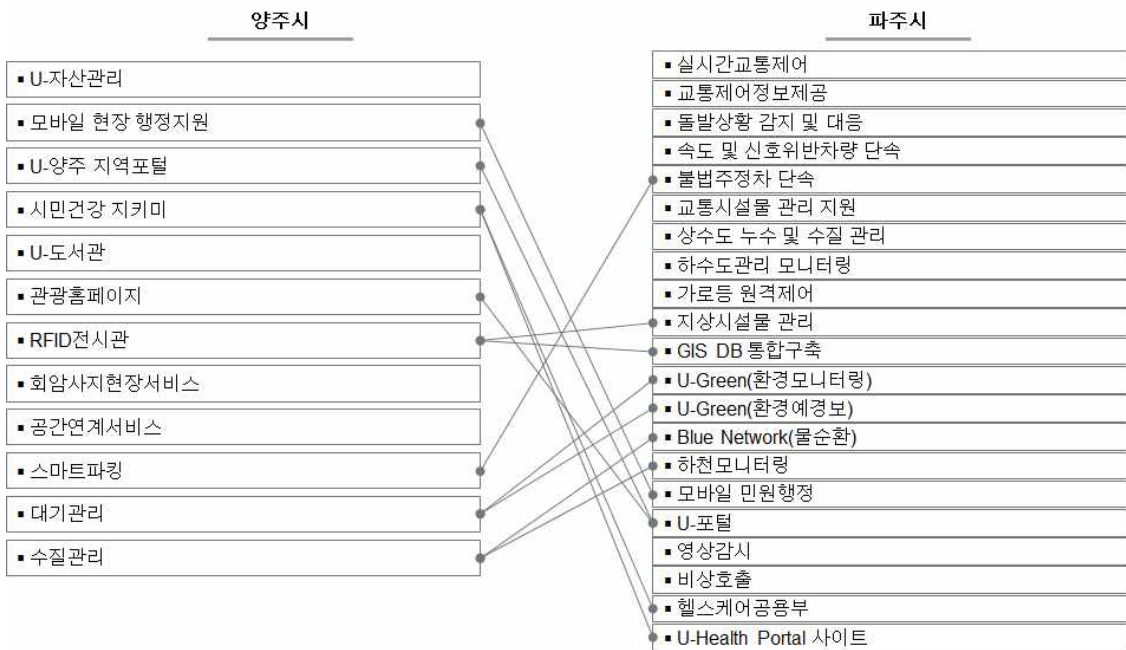 양주시
▪ U-자산관리
▪ 모바일 현장 행정지원
▪ U-양주 지역포털
▪ 시민건강 지키미
▪ U-도서관
▪ 관광홈페이지
▪ RFID전시관
▪ 회암사지현장서비스
▪ 공간연계서비스
▪ 스마트파킹
▪ 대기관리
▪ 수질관리
파주시
▪ 실시간교통제어
▪ 교통제어정보제공
▪ 돌발상황 감지 및 대응
▪ 속도 및 신호위반차량 단속
▪ 불법주정차 단속
▪ 교통시설물 관리 지원
▪ 상수도 누수 및 수질 관리
▪ 하수도관리 모니터링
▪ 가로등 원격제어
▪ 지상시설물 관리
▪ GIS DB 통합구축
▪ U-Green(환경모니터링)
▪ U-Green(환경예경보)
▪ Blue Network(물순환)
▪ 하천모니터링
▪ 모바일 민원행정
▪ U-포털
▪ 영상감시
▪ 비상호출
▪ 헬스케어공용부
▪ U-Health Portal 사이트